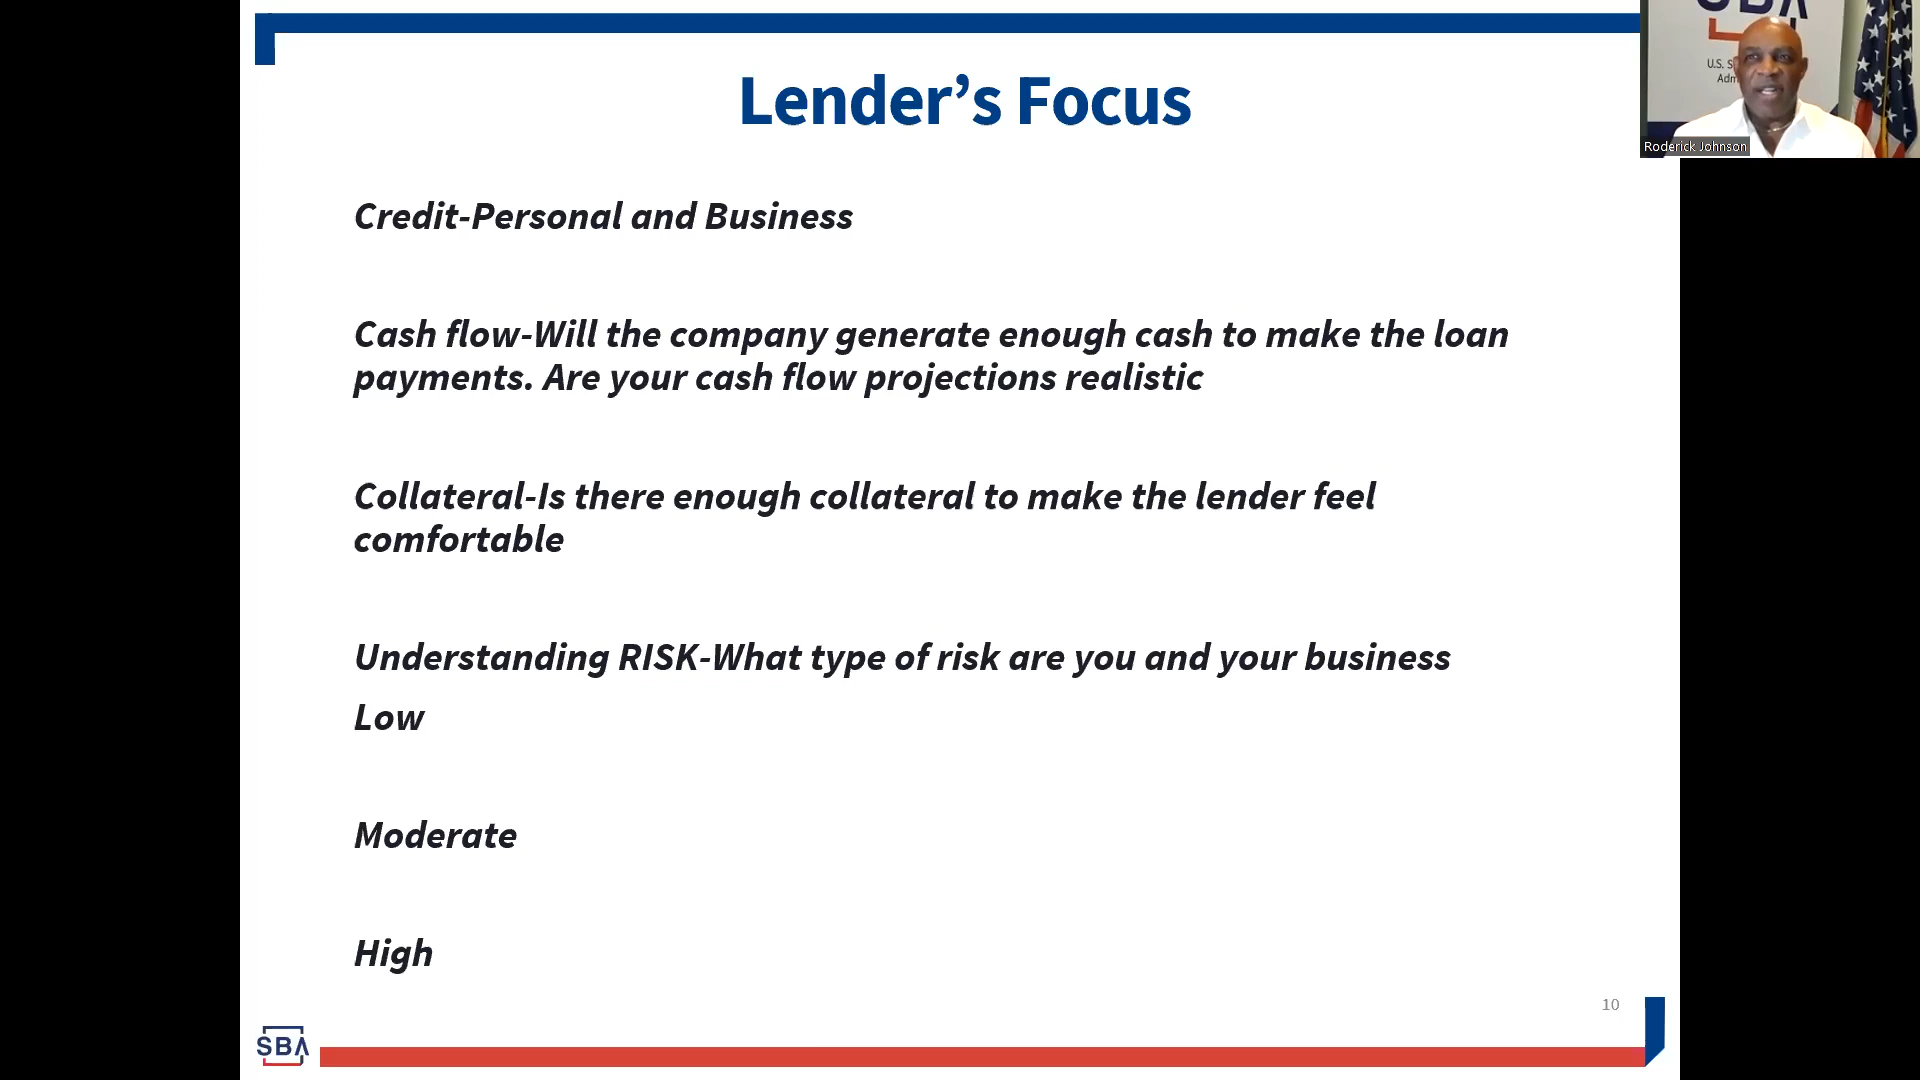 Lender’s Focus
SBA
U.S. S
Adm
Roderick Johnson
Credit-Personal and Business
Cash flow-Will the company generate enough cash to make the loan
payments. Are your cash flow projections realistic
Collateral-Is there enough collateral to make the lender feel
comfortable
Understanding RISK-What type of risk are you and your business
Low
Moderate
High
10
SBA